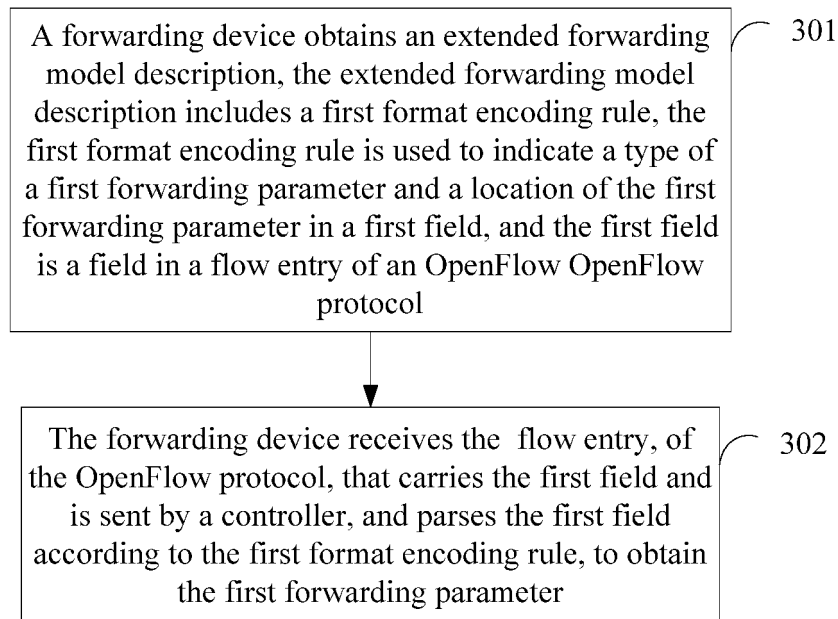 A forwarding device obtains an extended forwarding
model description, the extended forwarding model
description includes a first format encoding rule, the
first format encoding rule is used to indicate a type of
a first forwarding parameter and a location of the first
forwarding parameter in a first field, and the first field
is a field in a flow entry of an OpenFlow OpenFlow
protocol
301
The forwarding device receives the flow entry, of
the OpenFlow protocol, that carries the first field and
is sent by a controller, and parses the first field
according to the first format encoding rule, to obtain
the first forwarding parameter
302